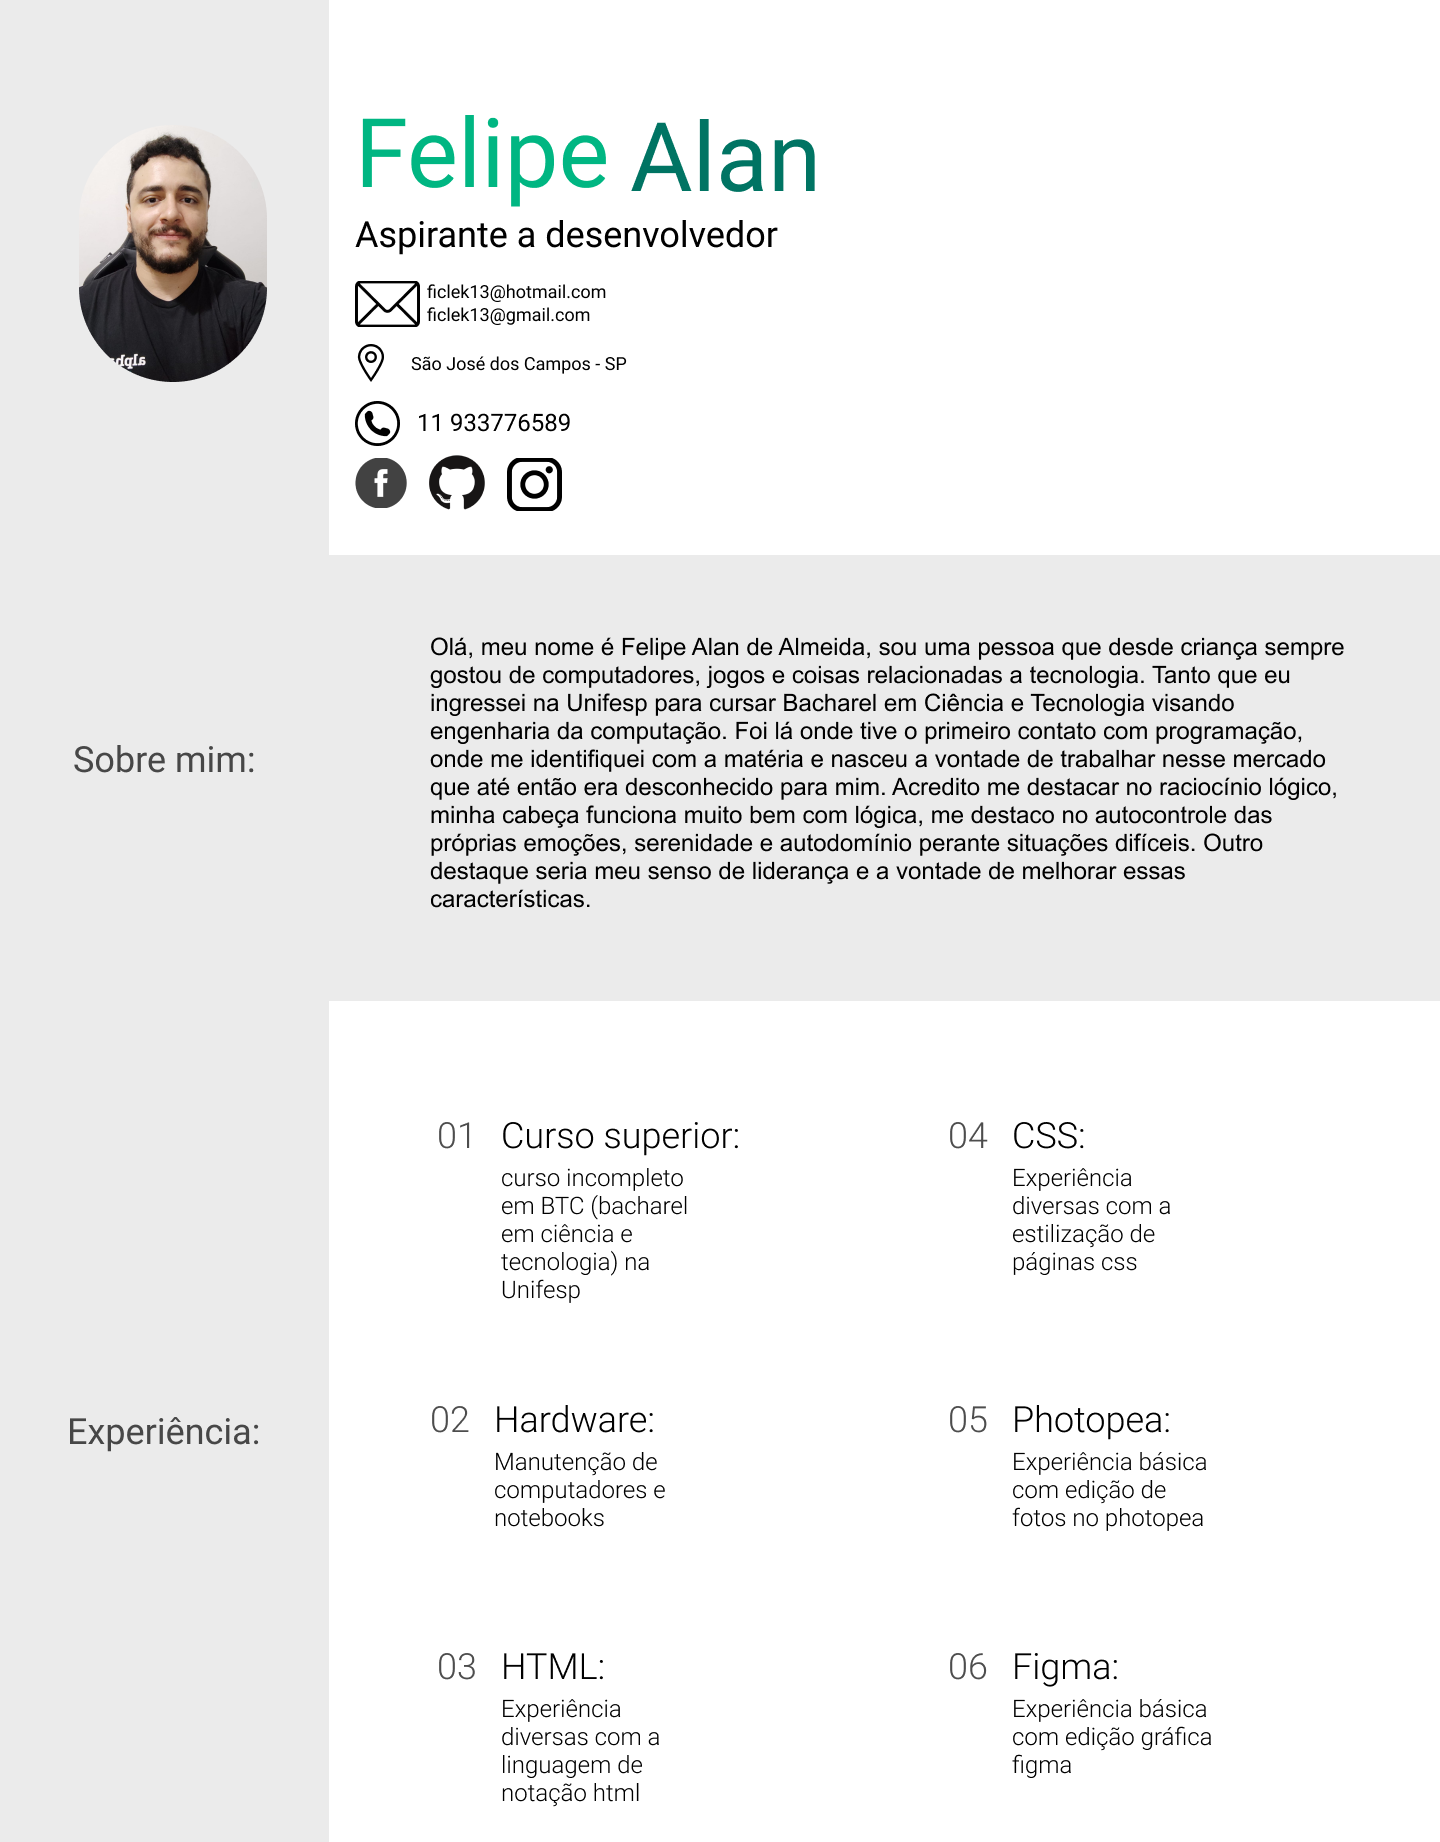 Felipe Alan
Aspirante a desenvolvedor
ficlek13@hotmail.com
ficlek13@gmail.com
São José dos Campos - SP
11 933776589
Sobre mim:
Olá, meu nome é Felipe Alan de Almeida, sou uma pessoa que desde criança sempre
gostou de computadores, jogos e coisas relacionadas a tecnologia. Tanto que eu
ingressei na Unifesp para cursar Bacharel em Ciência e Tecnologia visando
engenharia da computação. Foi lá onde tive o primeiro contato com programação,
onde me identifiquei com a matéria e nasceu a vontade de trabalhar nesse mercado
que até então era desconhecido para mim. Acredito me destacar no raciocínio lógico,
minha cabeça funciona muito bem com lógica, me destaco no autocontrole das
próprias emoções, serenidade e autodomínio perante situações difíceis. Outro
destaque seria meu senso de liderança e a vontade de melhorar essas
características.
Experiência:
01 Curso superior:
curso incompleto
em BTC (bacharel
em ciência e
tecnologia) na
Unifesp
02 Hardware:
Manutenção de
computadores e
notebooks
03 HTML:
Experiência
diversas com a
linguagem de
notação html
04 CSS:
Experiência
diversas com a
estilização de
páginas css
05 Photopea:
Experiência básica
com edição de
fotos no photopea
06 Figma:
Experiência básica
com edição gráfica
figma